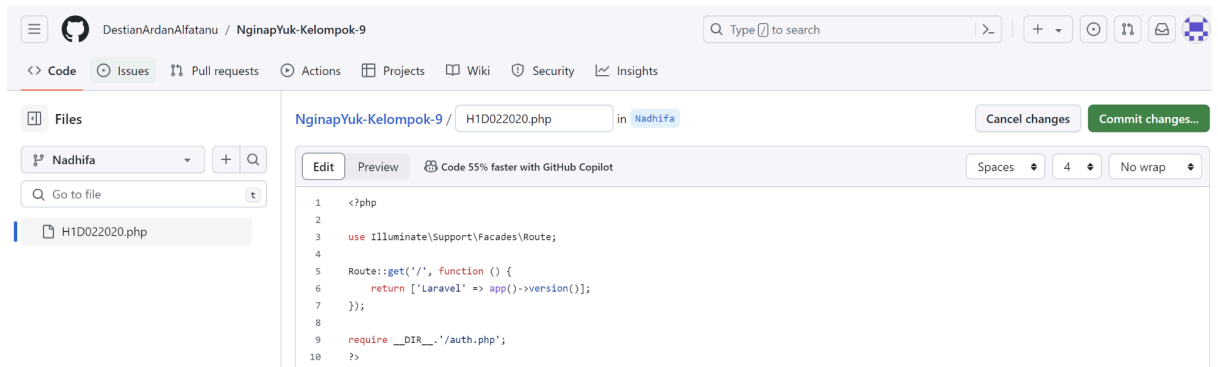 DestianArdanAlfatanu / NginapYuk-Kelompok-9
Type / to search
Code Issues Pull requests Actions Projects Wiki Security Insights
Files
NginapYuk-Kelompok-9 / H1D022020.php in Nadhifa
Cancel changes Commit changes...
Nadhifa
Go to file t
H1D022020.php
Edit Preview Code 55% faster with GitHub Copilot
Spaces 4 No wrap
1 <?php
2
3 use Illuminate\Support\Facades\Route;
4
5 Route::get('/', function () {
6     return ['Laravel' => app()->version()];
7 });
8
9 require __DIR__.'/auth.php';
10 ?>